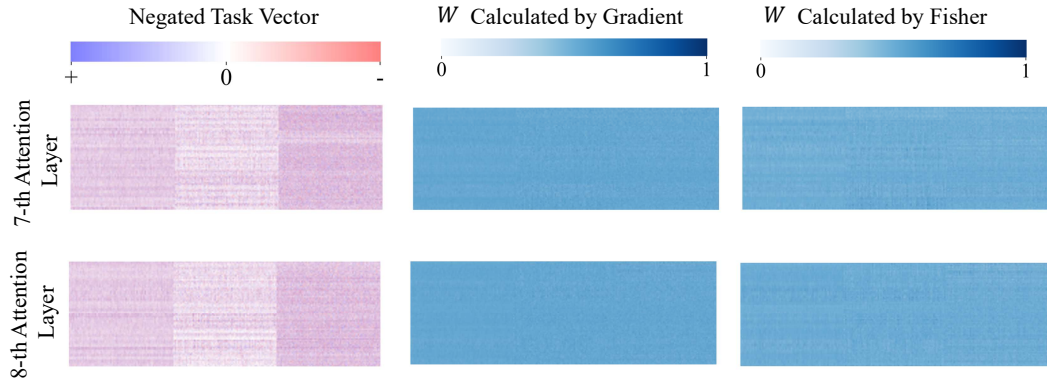 Negated Task Vector
W Calculated by Gradient
W Calculated by Fisher
+ 0 -
0 1
0 1
7-th Attention
Layer
8-th Attention
Layer